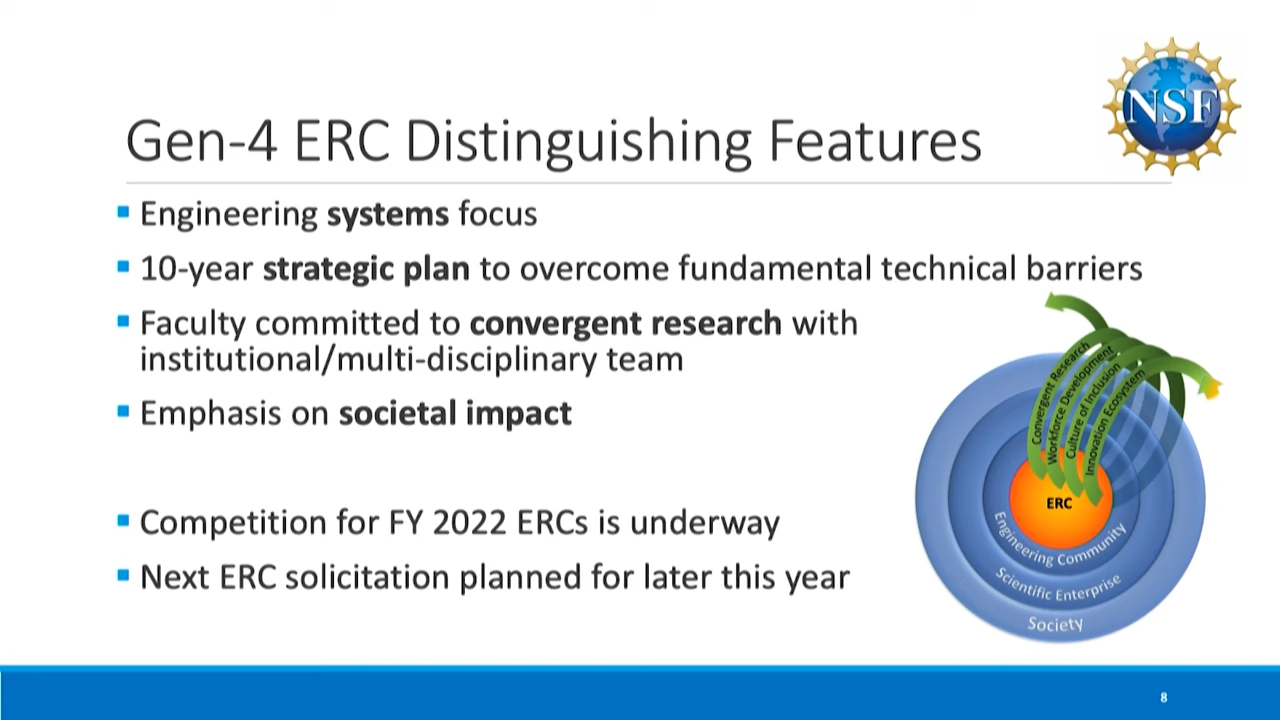 NSF
Gen-4 ERC Distinguishing Features
Engineering systems focus
10-year strategic plan to overcome fundamental technical barriers
Faculty committed to convergent research with
institutional/multi-disciplinary team
Emphasis on societal impact
Competition for FY 2022 ERCs is underway
Next ERC solicitation planned for later this year
Convergent Research
Workforce Development
Culture of Inclusion
Innovation Ecosystem
ERC
Engineering Community
Scientific Enterprise
Society
8